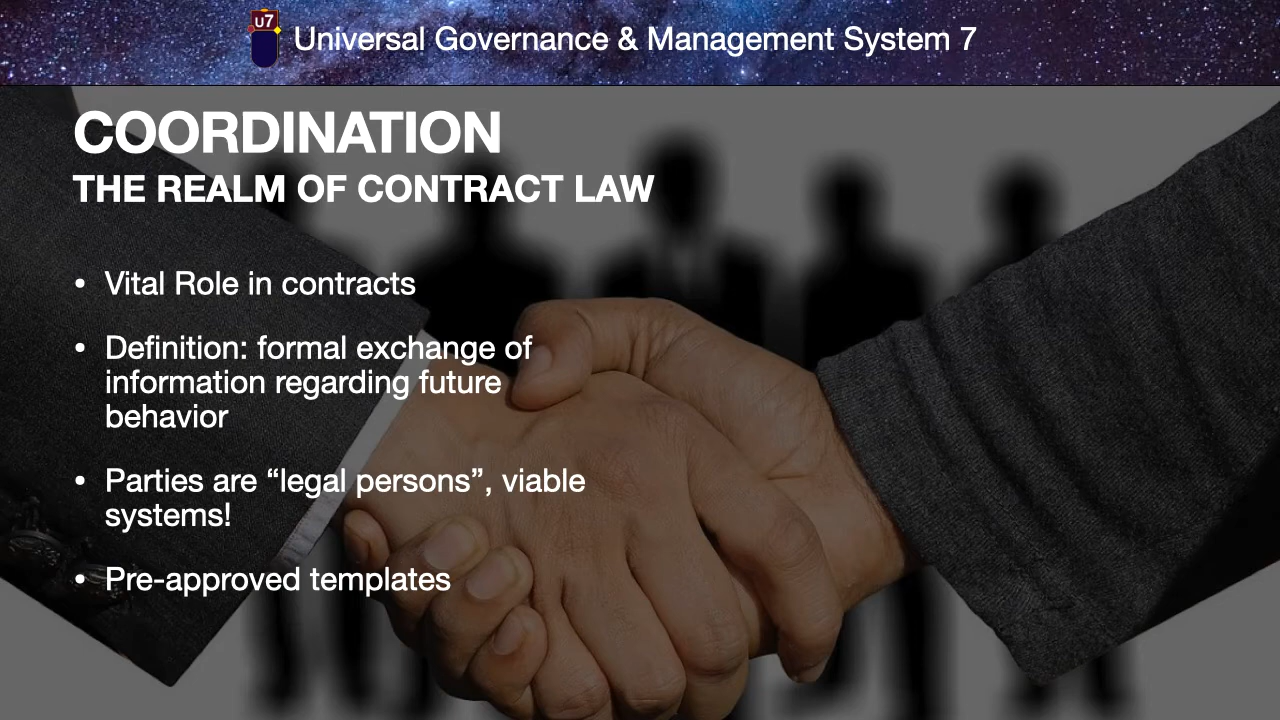 U7
Universal Governance & Management System 7
COORDINATION
THE REALM OF CONTRACT LAW
• Vital Role in contracts
• Definition: formal exchange of
information regarding future
behavior
• Parties are “legal persons”, viable
systems!
• Pre-approved templates